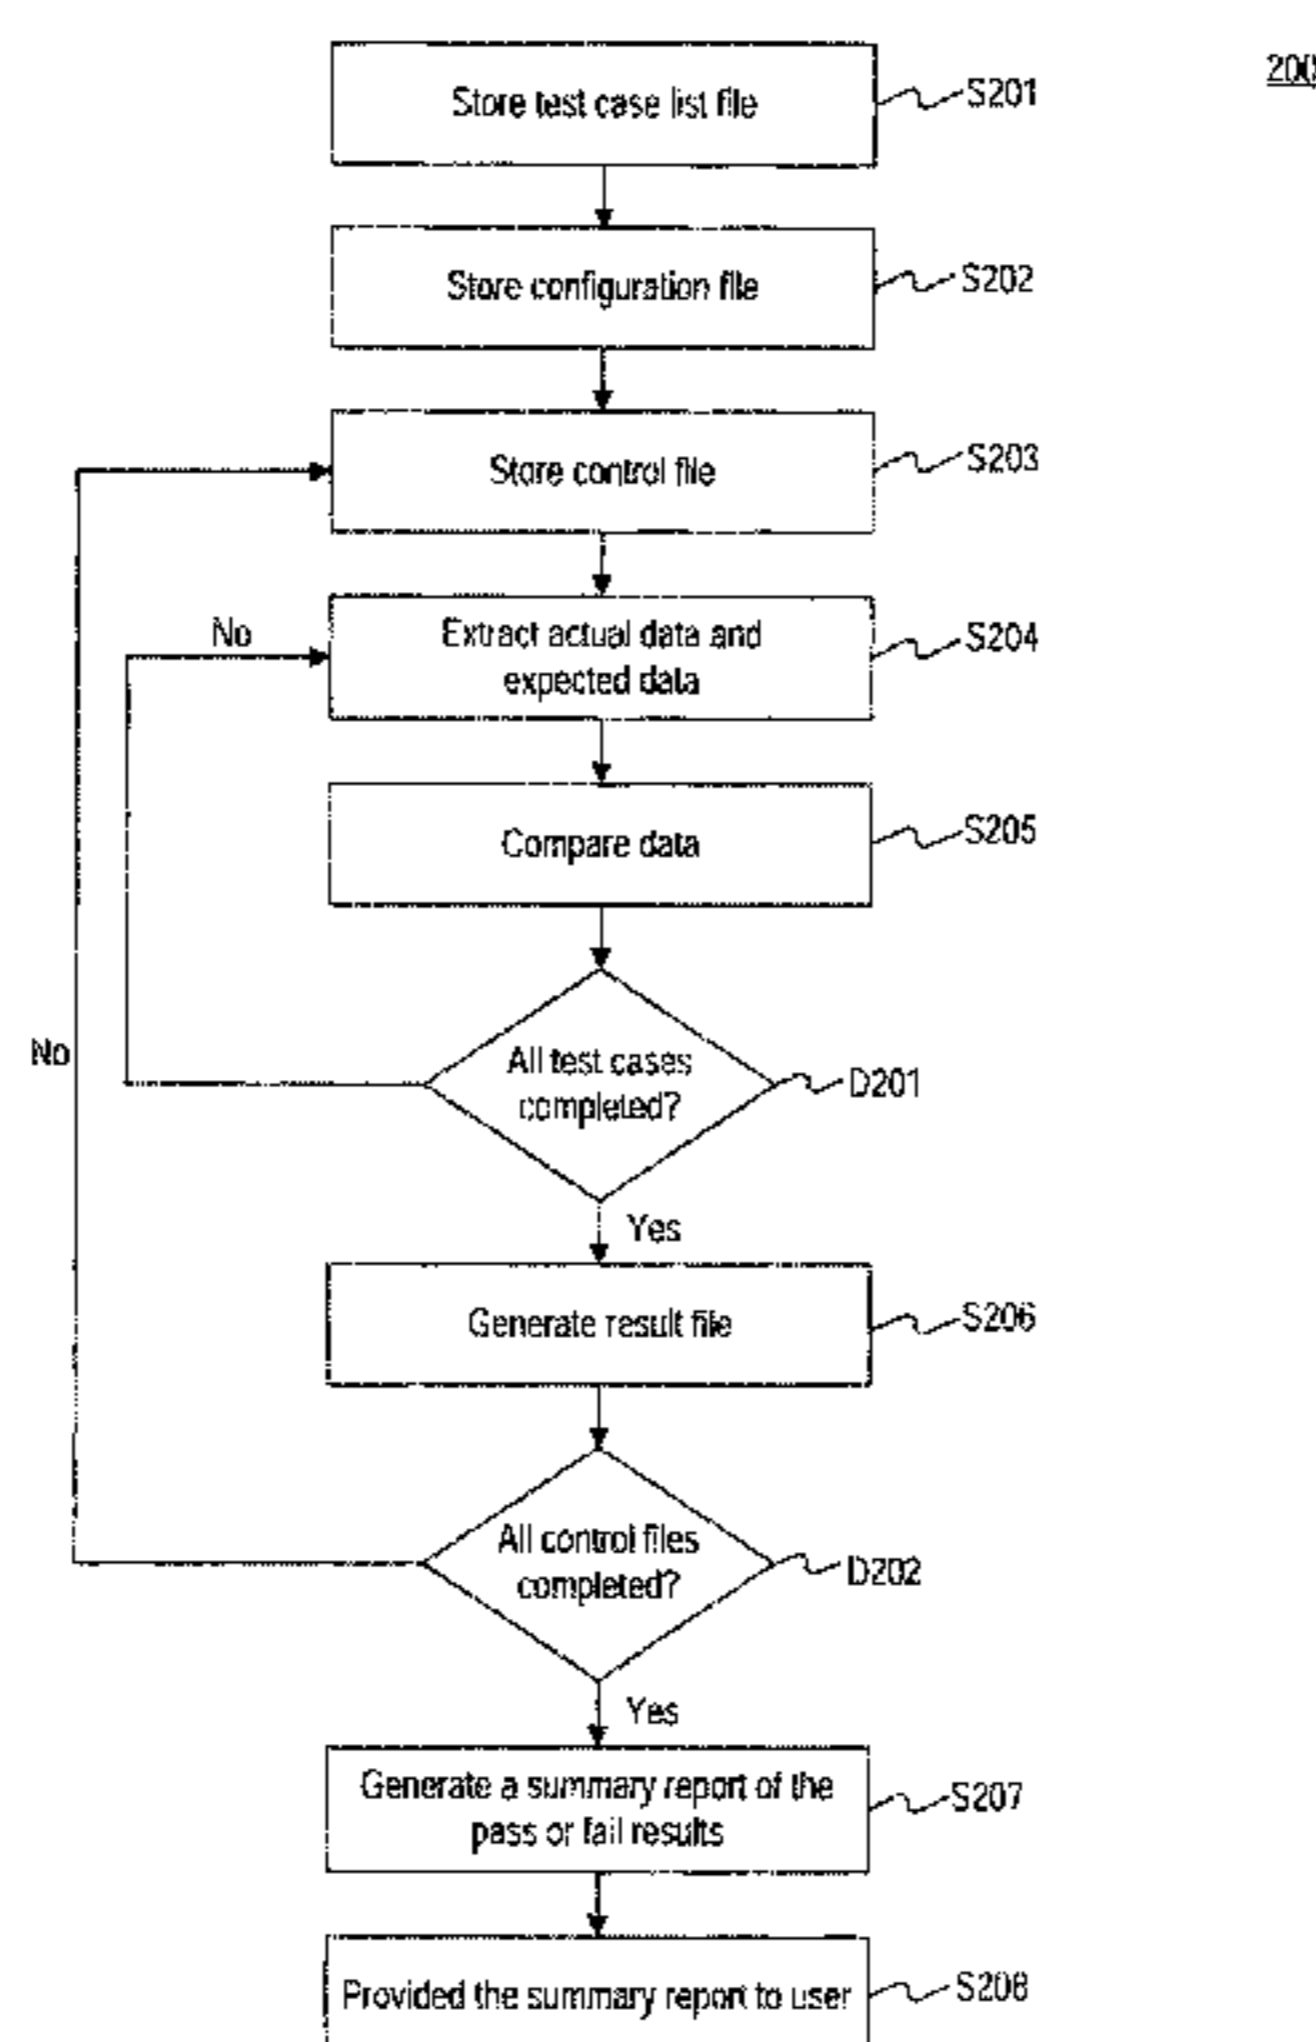 200
Store test case list file
S201
Store configuration file
S202
Store control file
S203
No
Extract actual data and
expected data
S204
Compare data
S205
No
All test cases
completed?
D201
Yes
Generate result file
S206
All control files
completed?
D202
Yes
Generate a summary report of the
pass or fail results
S207
Provided the summary report to user
S208